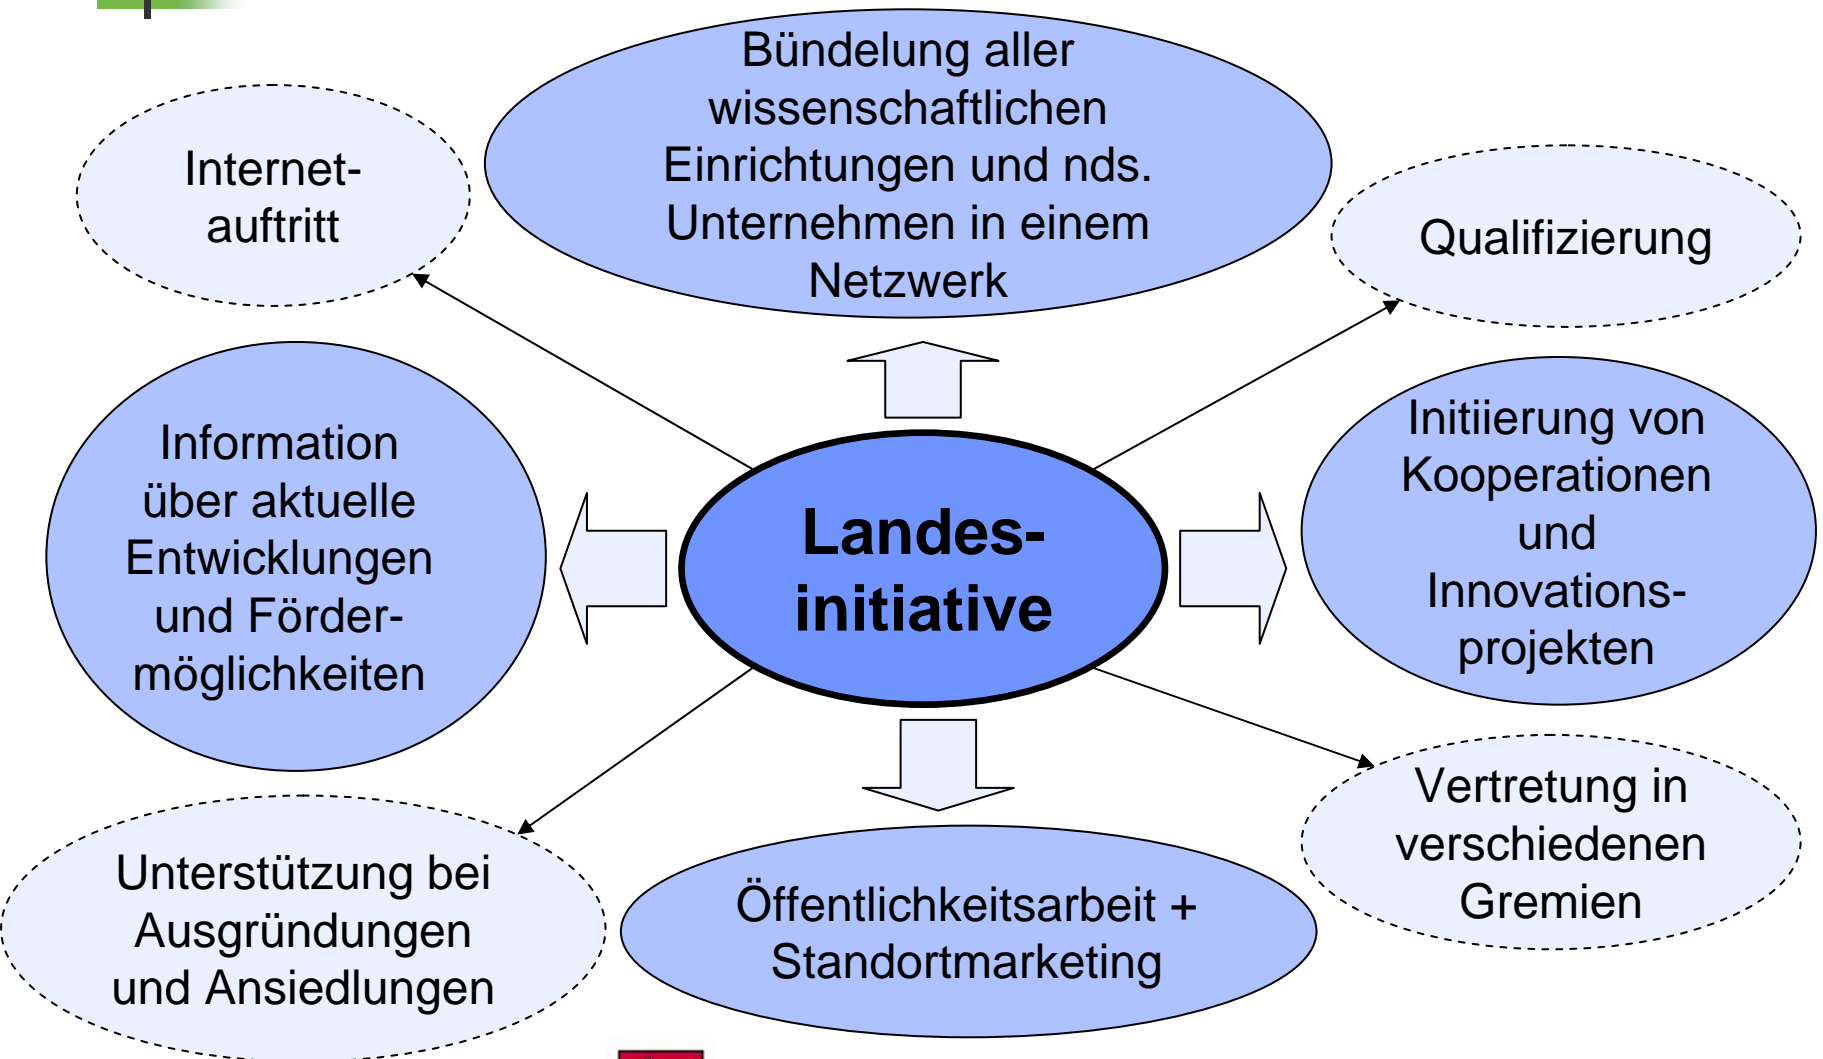 Bündelung aller
wissenschaftlichen
Einrichtungen und nds.
Unternehmen in einem
Netzwerk
Internet-
auftritt
Qualifizierung
Information
über aktuelle
Entwicklungen
und Förder-
möglichkeiten
Landes-
initiative
Initiierung von
Kooperationen
und
Innovations-
projekten
Unterstützung bei
Ausgründungen
und Ansiedlungen
Öffentlichkeitsarbeit +
Standortmarketing
Vertretung in
verschiedenen
Gremien